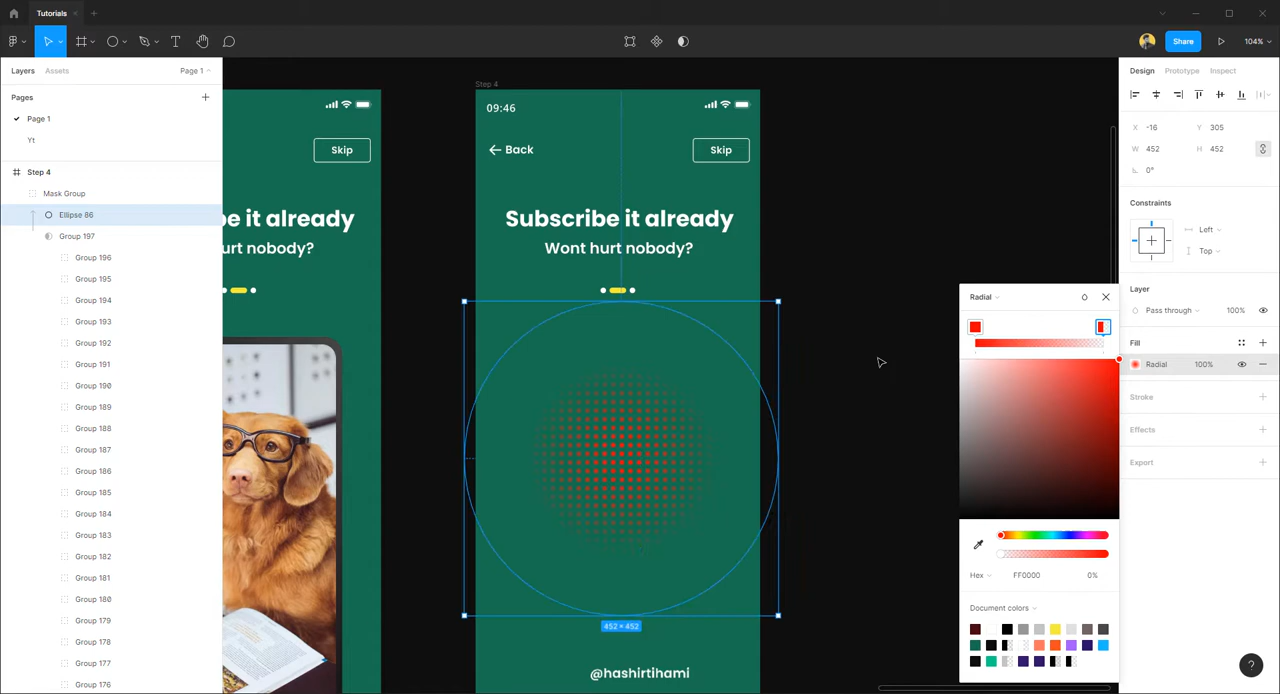 Tutorials
Share
104%
Layers
Assets
Page 1
Pages
Page 1
Yt
Step 4
Mask Group
Ellipse 86
Group 197
Group 196
Group 195
Group 194
Group 193
Group 192
Group 191
Group 190
Group 189
Group 188
Group 187
Group 186
Group 185
Group 184
Group 183
Group 182
Group 181
Group 180
Group 179
Group 178
Group 177
Group 176
Skip
be it already
urt nobody?
Step 4
09:46
Back
Skip
Subscribe it already
Wont hurt nobody?
452 × 452
@hashirtihami
Radial
Hex
FF0000
0%
Document colors
Design
Prototype
Inspect
X
-16
Y
305
W
452
H
452
0°
Constraints
Left
Top
Layer
Pass through
100%
Fill
Radial
100%
Stroke
Effects
Export
?